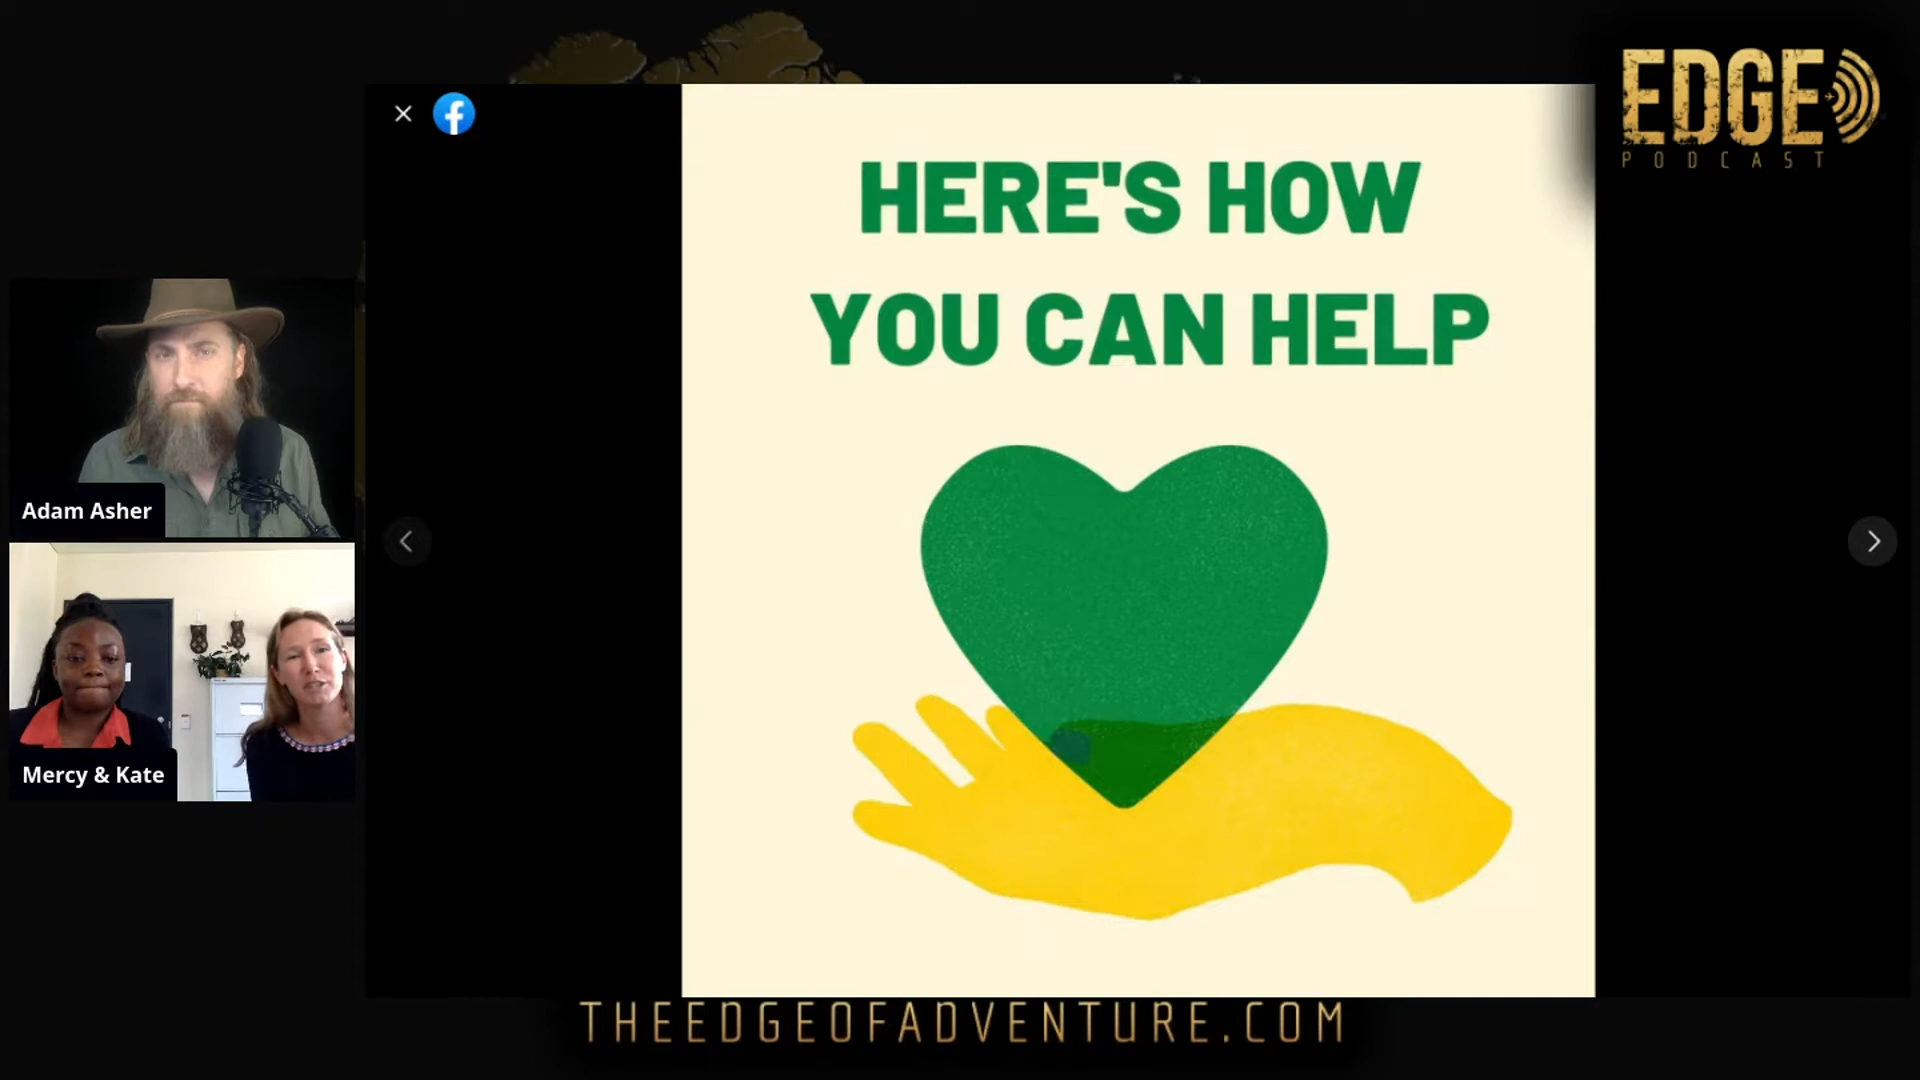 EDGE
PODCAST
HERE'S HOW
YOU CAN HELP
Adam Asher
Mercy & Kate
THEEDGEOFADVENTURE.COM